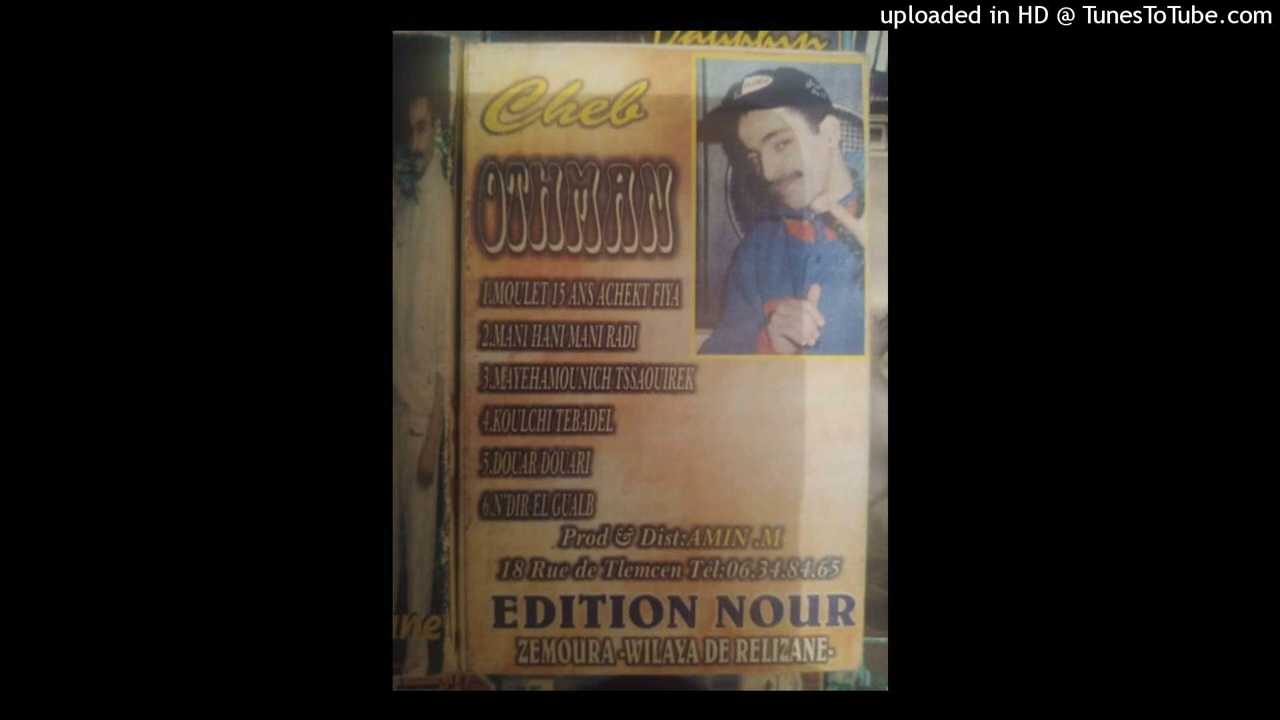 uploaded in HD @ TunesToTube.com
Dauphin
Cheb
OTHMAN
1.MOULET 15 ANS ACHEKT FIYA
2.MANI HANI MANI RADI
3.MAYEHAMOUNICH TSSAOUIREK
4.KOULCHI TEBADEL
5.DOUAR DOUARI
6.N'DIR EL GUALB
Prod & Dist:AMIN .M
18 Rue de Tlemcen Tél:06.34.84.65
EDITION NOUR
ZEMOURA -WILAYA DE RELIZANE-